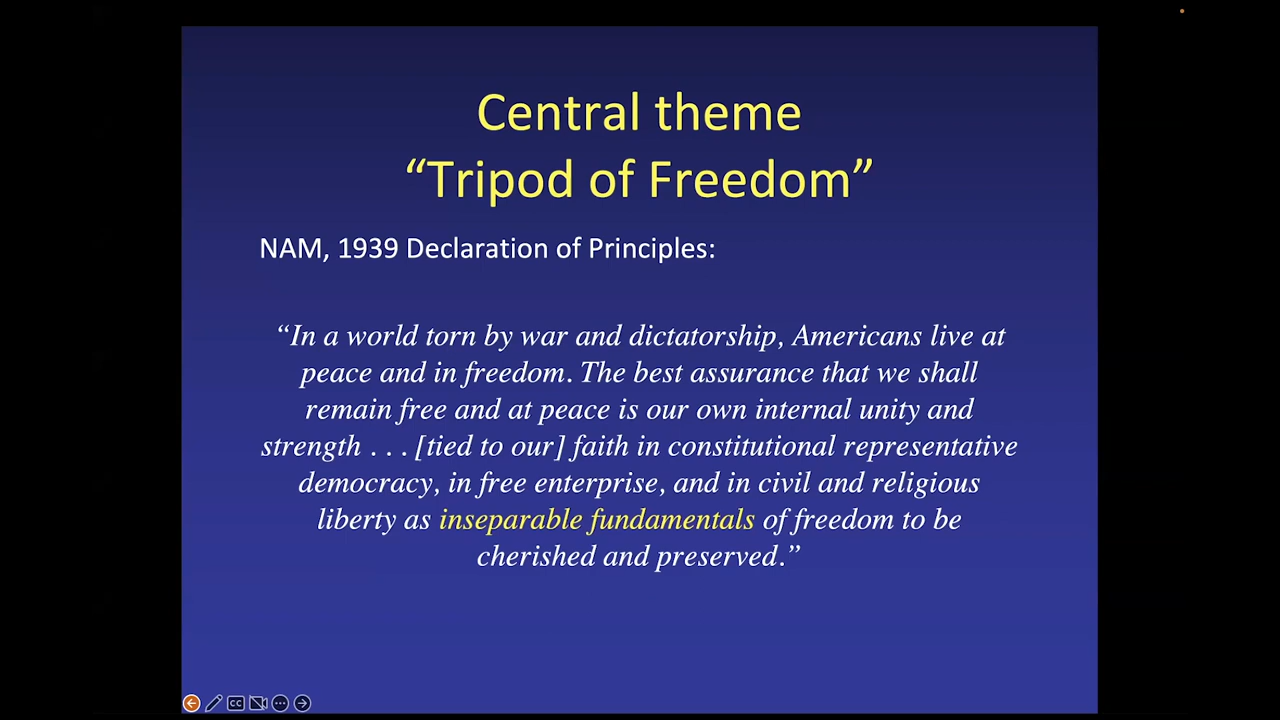 Central theme
“Tripod of Freedom”
NAM, 1939 Declaration of Principles:
“In a world torn by war and dictatorship, Americans live at
peace and in freedom. The best assurance that we shall
remain free and at peace is our own internal unity and
strength . . . [tied to our] faith in constitutional representative
democracy, in free enterprise, and in civil and religious
liberty as inseparable fundamentals of freedom to be
cherished and preserved.”
CC